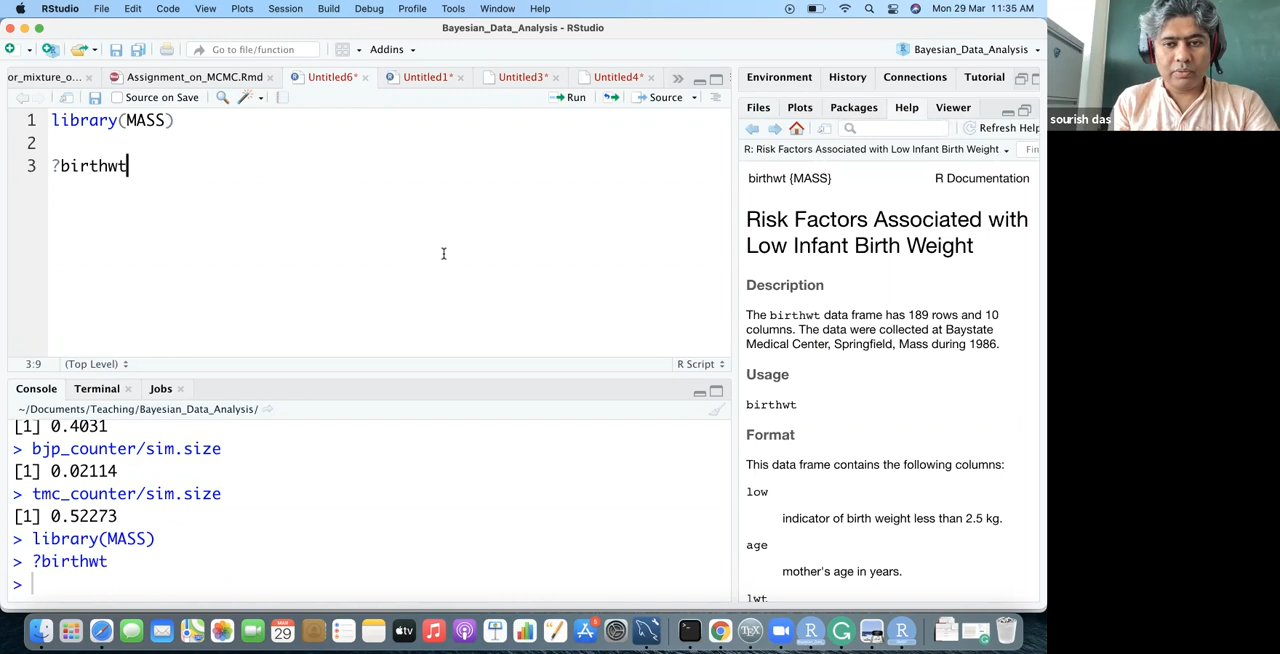 RStudio File Edit Code View Plots Session Build Debug Profile Tools Window Help Mon 29 Mar 11:35 AM
Bayesian_Data_Analysis - RStudio
Go to file/function Addins Bayesian_Data_Analysis
or_mixture_o... Assignment_on_MCMC.Rmd Untitled6* Untitled1* Untitled3* Untitled4*
Source on Save Run Source
1 library(MASS)
2
3 ?birthwt
3:9 (Top Level) R Script
Console Terminal Jobs
~/Documents/Teaching/Bayesian_Data_Analysis/
[1] 0.4031
> bjp_counter/sim.size
[1] 0.02114
> tmc_counter/sim.size
[1] 0.52273
> library(MASS)
> ?birthwt
>
Environment History Connections Tutorial
Files Plots Packages Help Viewer
Refresh Help
R: Risk Factors Associated with Low Infant Birth Weight
birthwt {MASS} R Documentation
Risk Factors Associated with
Low Infant Birth Weight
Description
The birthwt data frame has 189 rows and 10
columns. The data were collected at Baystate
Medical Center, Springfield, Mass during 1986.
Usage
birthwt
Format
This data frame contains the following columns:
low
indicator of birth weight less than 2.5 kg.
age
mother's age in years.
lwt
sourish das
29
tv
TEX